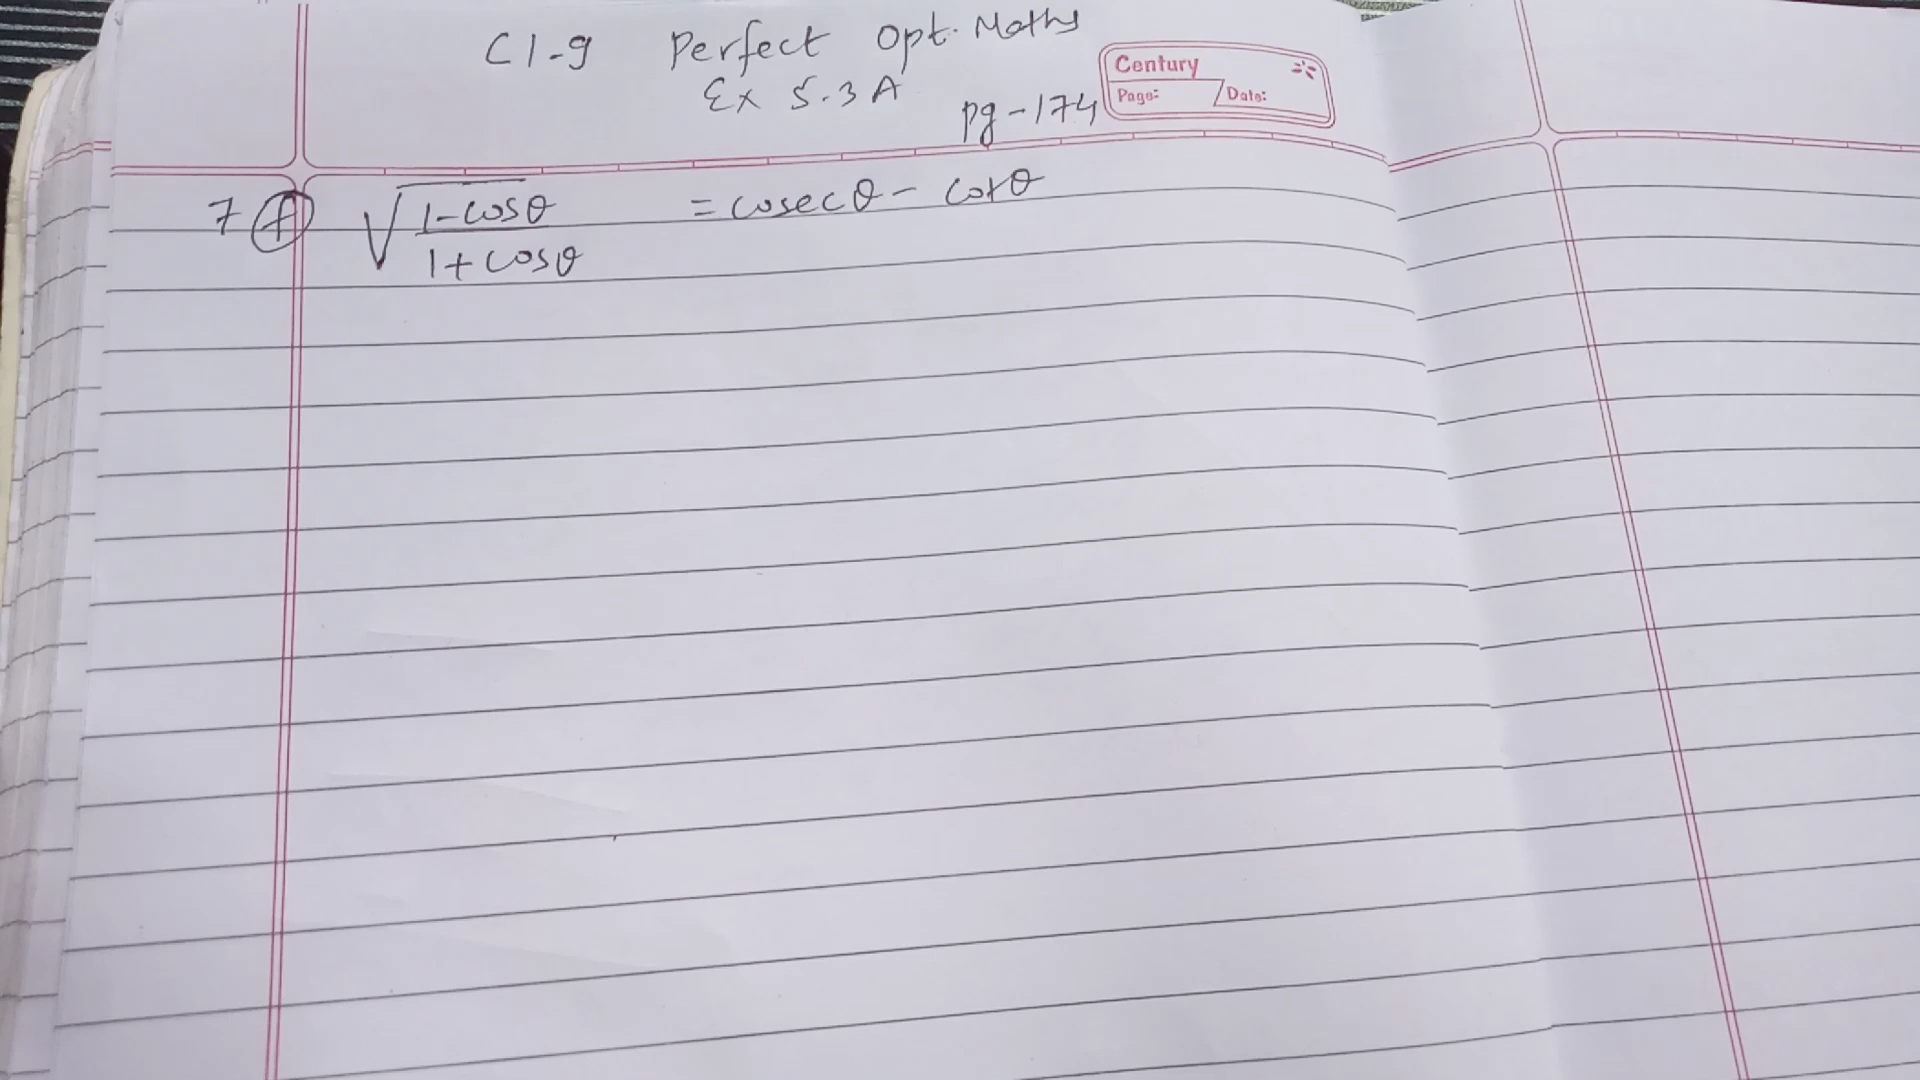 Cl-9 Perfect Opt. Maths
Ex 5.3 A
pg-174
Century
Page: Date:
7 (f) √(1-cosθ / 1+cosθ) = cosecθ - cotθ